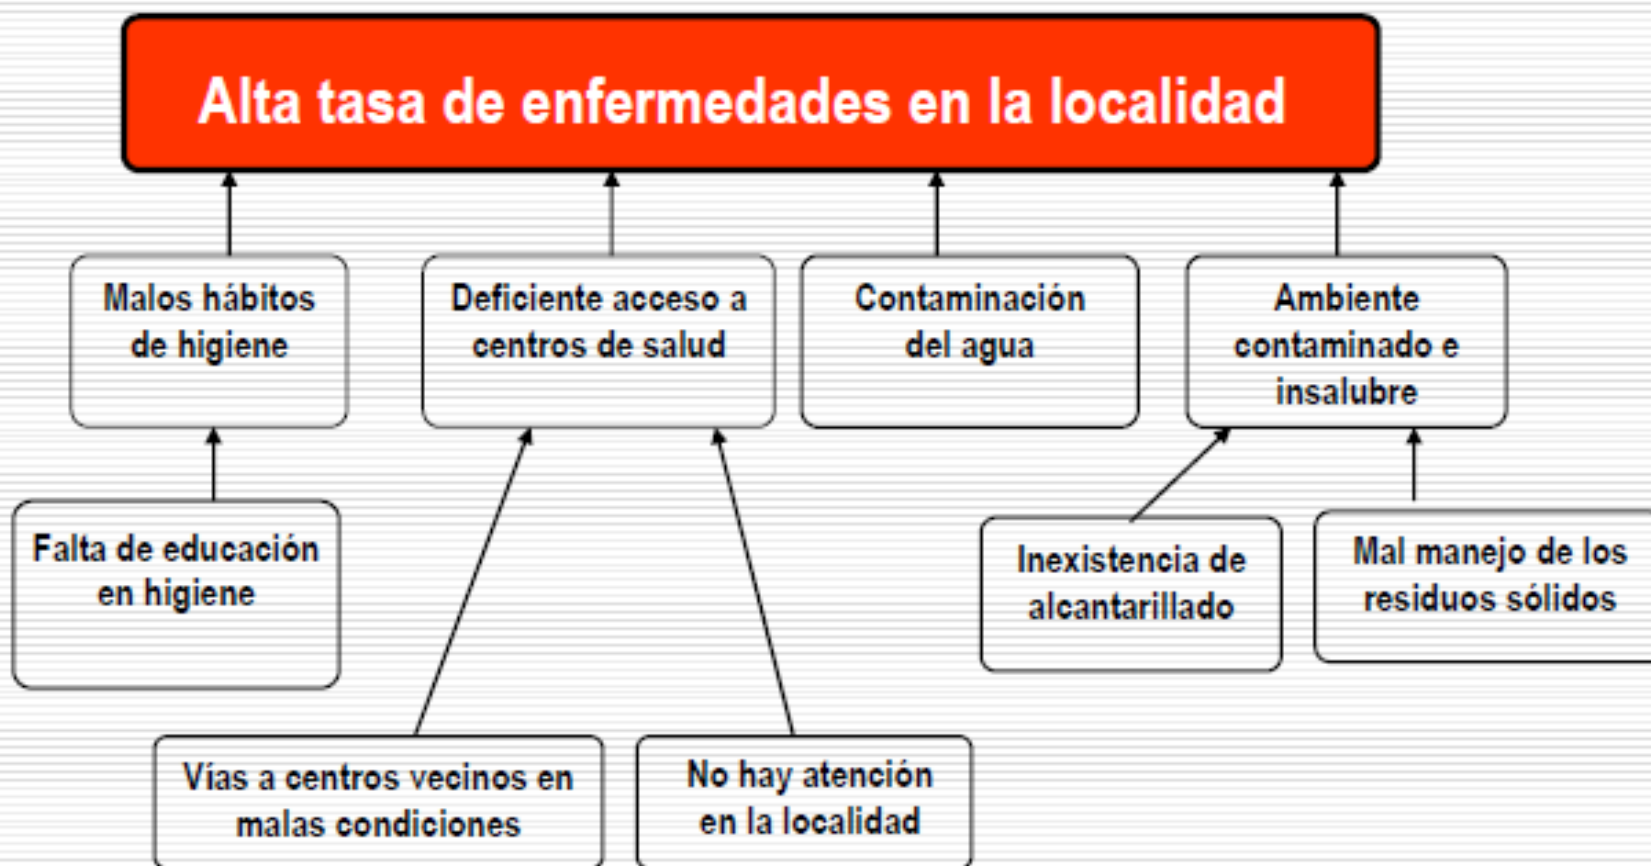 Alta tasa de enfermedades en la localidad
Malos hábitos
de higiene
Deficiente acceso a
centros de salud
Contaminación
del agua
Ambiente
contaminado e
insalubre
Falta de educación
en higiene
Inexistencia de
alcantarillado
Mal manejo de los
residuos sólidos
Vías a centros vecinos en
malas condiciones
No hay atención
en la localidad